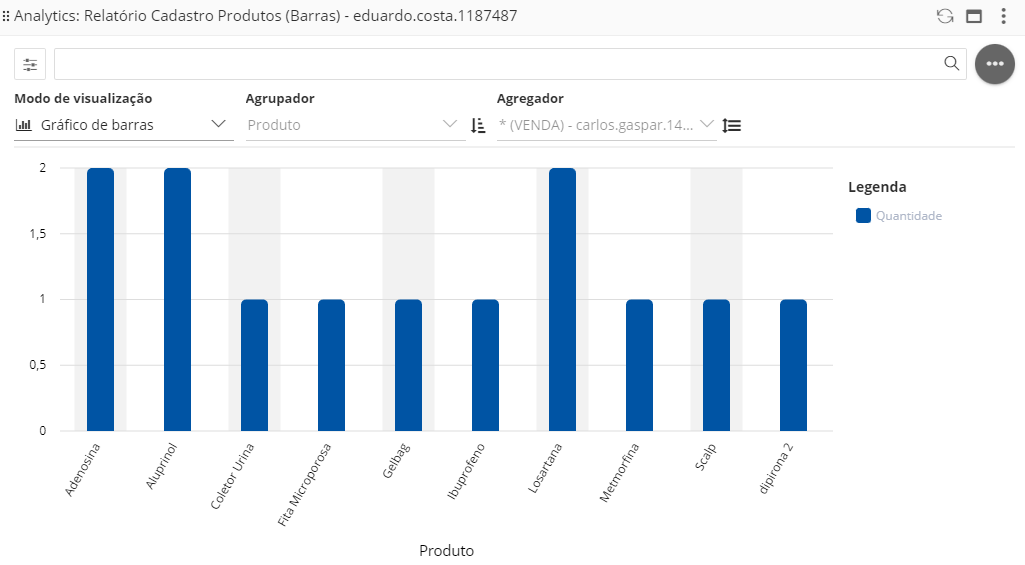 Analytics: Relatório Cadastro Produtos (Barras) - eduardo.costa.1187487
Modo de visualização
Agrupador
Agregador
Gráfico de barras
Produto
* (VENDA) - carlos.gaspar.14...
2
1,5
1
0,5
0
Legenda
Quantidade
Adenosina
Aluprinol
Coletor Urina
Fita Microporosa
Gelbag
Ibuprofeno
Losartana
Metmorfina
Scalp
dipirona 2
Produto